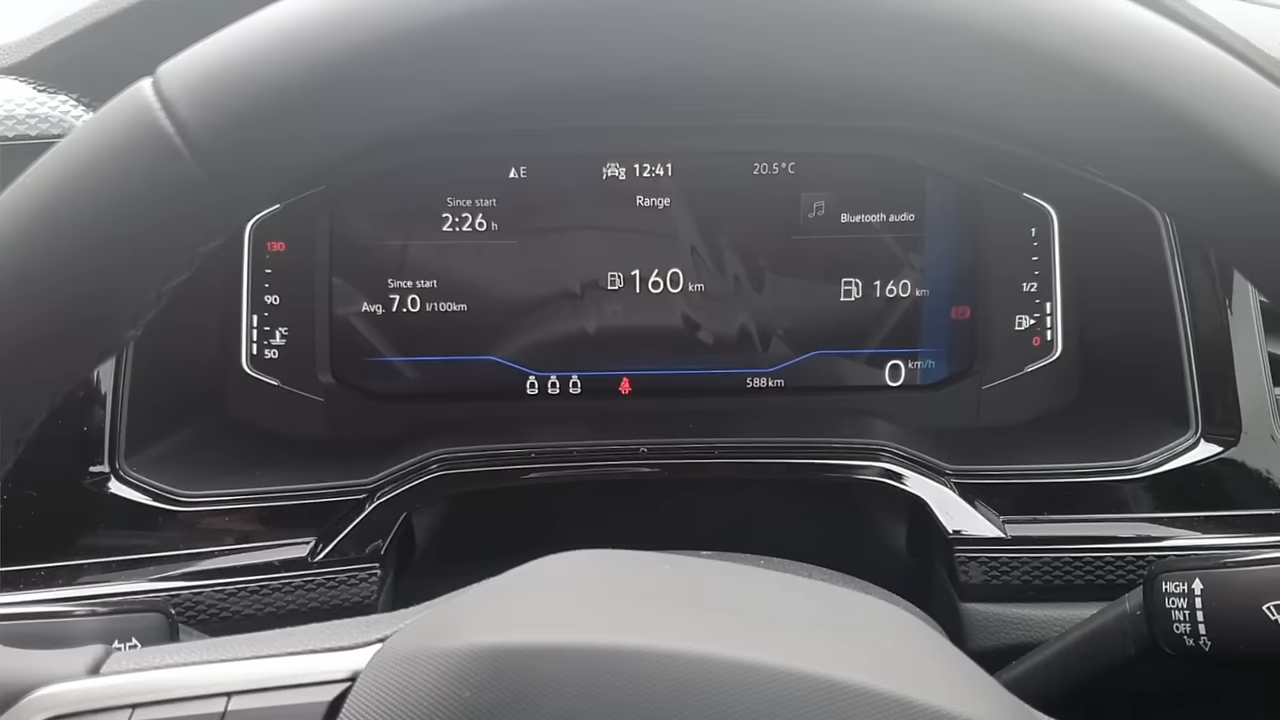 E
12:41
20.5°C
Since start
2:26 h
Range
Bluetooth audio
130
90
°C
50
Since start
Avg. 7.0 l/100km
160 km
160 km
1
1/2
0
588 km
0 km/h
HIGH
LOW
INT
OFF
1x